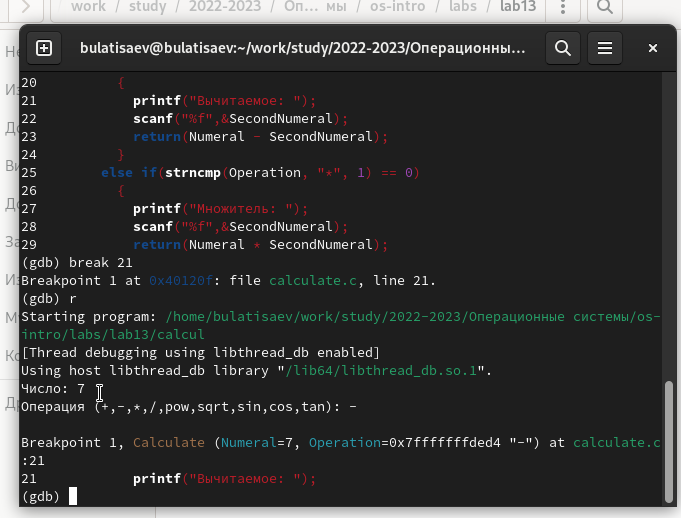 work / study / 2022-2023 / Оп... мы / os-intro / labs / lab13
bulatisaev@bulatisaev:~/work/study/2022-2023/Операционны...
20 {
21 printf("Вычитаемое: ");
22 scanf("%f",&SecondNumeral);
23 return(Numeral - SecondNumeral);
24 }
25 else if(strncmp(Operation, "*", 1) == 0)
26 {
27 printf("Множитель: ");
28 scanf("%f",&SecondNumeral);
29 return(Numeral * SecondNumeral);
(gdb) break 21
Breakpoint 1 at 0x40120f: file calculate.c, line 21.
(gdb) r
Starting program: /home/bulatisaev/work/study/2022-2023/Операционные системы/os-
intro/labs/lab13/calcul
[Thread debugging using libthread_db enabled]
Using host libthread_db library "/lib64/libthread_db.so.1".
Число: 7
Операция (+,-,*,/,pow,sqrt,sin,cos,tan): -
Breakpoint 1, Calculate (Numeral=7, Operation=0x7fffffffded4 "-") at calculate.c
:21
21 printf("Вычитаемое: ");
(gdb)